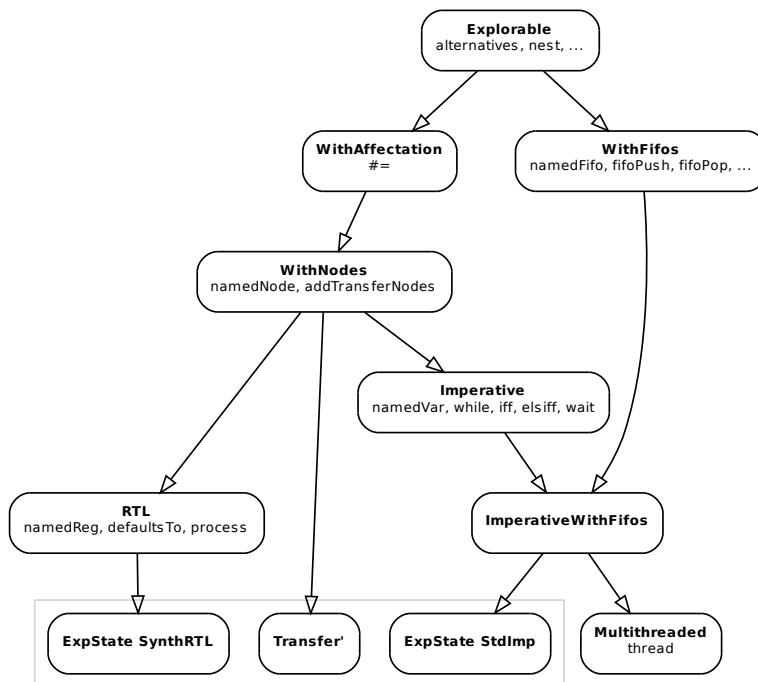 Explorable
alternatives, nest, ...
WithAffectation
#=
WithFifos
namedFifo, fifoPush, fifoPop, ...
WithNodes
namedNode, addTransferNodes
Imperative
namedVar, while, iff, elsiff, wait
RTL
namedReg, defaultsTo, process
ImperativeWithFifos
ExpState SynthRTL
Transfer'
ExpState StdImp
Multithreaded
thread